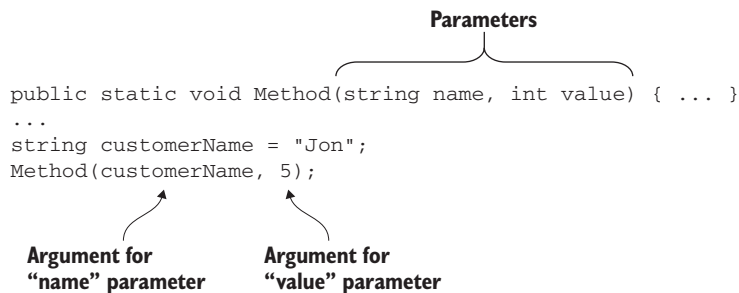 Parameters
public static void Method(string name, int value) { ... }
...
string customerName = "Jon";
Method(customerName, 5);
Argument for
“name” parameter
Argument for
“value” parameter